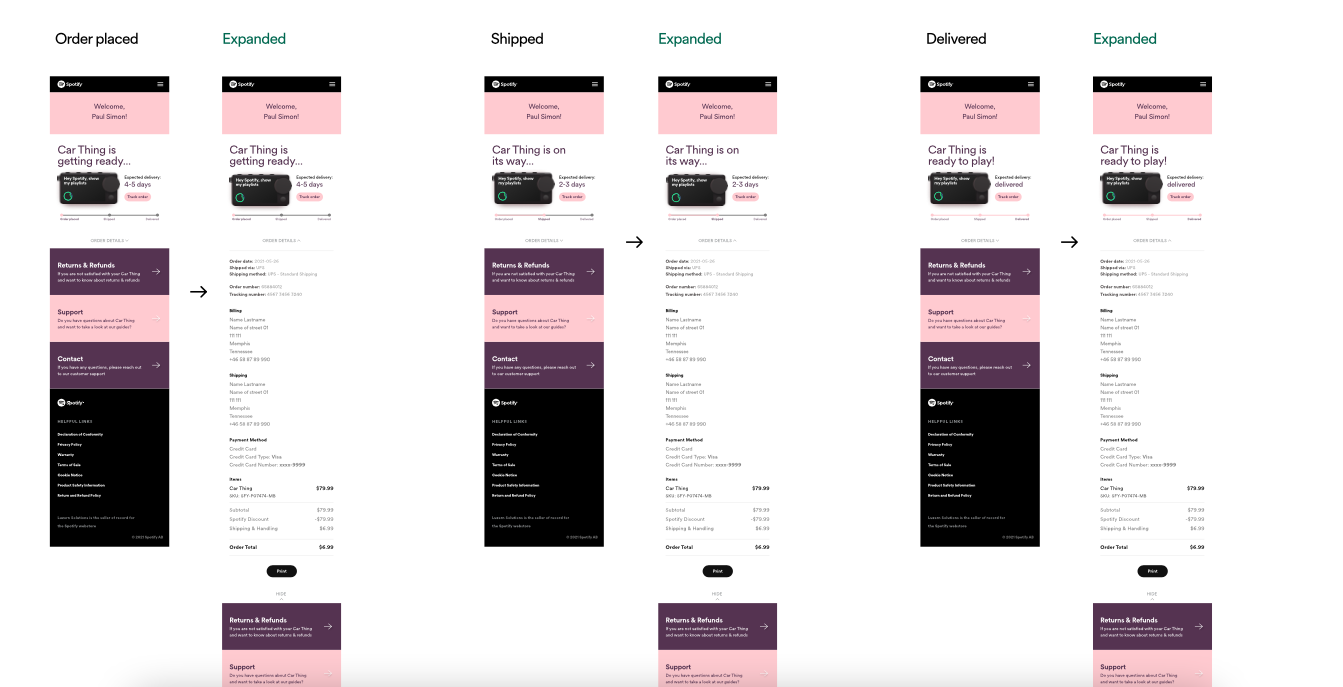 Order placed
Spotify
Welcome,
Paul Simon!
Car Thing is
getting ready...
Hey Spotify, show
my playlists
Expected delivery:
4-5 days
Track order
Order placed
Shipped
Delivered
ORDER DETAILS
Returns & Refunds
If you are not satisfied with your Car Thing
and want to know about returns & refunds
Support
Do you have questions about Car Thing
and want to take a look at our guides?
Contact
If you have any questions, please reach out
to our customer support
Spotify
HELPFUL LINKS
Declaration of Conformity
Privacy Policy
Warranty
Terms of Sale
Cookie Notice
Product Safety Information
Return and Refund Policy
Solutions is the seller of record for
the Spotify webstore
© 2021 Spotify AB
Expanded
Spotify
Welcome,
Paul Simon!
Car Thing is
getting ready...
Hey Spotify, show
my playlists
Expected delivery:
4-5 days
Track order
Order placed
Shipped
Delivered
ORDER DETAILS
Order date: 2021-05-26
Shipped via: UPS
Shipping method: UPS - Standard Shipping
Order number:
Tracking number: 4567 7436 7240
Billing
Name Lastname
Name of street 01
111 111
Memphis
Tennessee
+46 58 87 89 990
Shipping
Name Lastname
Name of street 01
111 111
Memphis
Tennessee
+46 58 87 89 990
Payment Method
Credit Card
Credit Card Type: Visa
Credit Card Number: xxxx-9999
Items
Car Thing $79.99
SKU: SFY-P07474-MB
Subtotal $79.99
Spotify Discount -$79.99
Shipping & Handling $6.99
Order Total $6.99
Print
HIDE
Returns & Refunds
If you are not satisfied with your Car Thing
and want to know about returns & refunds
Support
Do you have questions about Car Thing
and want to take a look at our guides?
Shipped
Spotify
Welcome,
Paul Simon!
Car Thing is on
its way...
Hey Spotify, show
my playlists
Expected delivery:
2-3 days
Track order
Order placed
Shipped
Delivered
ORDER DETAILS
Returns & Refunds
If you are not satisfied with your Car Thing
and want to know about returns & refunds
Support
Do you have questions about Car Thing
and want to take a look at our guides?
Contact
If you have any questions, please reach out
to our customer support
Spotify
HELPFUL LINKS
Declaration of Conformity
Privacy Policy
Warranty
Terms of Sale
Cookie Notice
Product Safety Information
Return and Refund Policy
Solutions is the seller of record for
the Spotify webstore
© 2021 Spotify AB
Expanded
Spotify
Welcome,
Paul Simon!
Car Thing is on
its way...
Hey Spotify, show
my playlists
Expected delivery:
2-3 days
Track order
Order placed
Shipped
Delivered
ORDER DETAILS
Order date: 2021-05-26
Shipped via: UPS
Shipping method: UPS - Standard Shipping
Order number:
Tracking number: 4567 7436 7240
Billing
Name Lastname
Name of street 01
111 111
Memphis
Tennessee
+46 58 87 89 990
Shipping
Name Lastname
Name of street 01
111 111
Memphis
Tennessee
+46 58 87 89 990
Payment Method
Credit Card
Credit Card Type: Visa
Credit Card Number: xxxx-9999
Items
Car Thing $79.99
SKU: SFY-P07474-MB
Subtotal $79.99
Spotify Discount -$79.99
Shipping & Handling $6.99
Order Total $6.99
Print
HIDE
Returns & Refunds
If you are not satisfied with your Car Thing
and want to know about returns & refunds
Support
Do you have questions about Car Thing
and want to take a look at our guides?
Delivered
Spotify
Welcome,
Paul Simon!
Car Thing is
ready to play!
Hey Spotify, show
my playlists
Expected delivery:
delivered
Track order
Order placed
Shipped
Delivered
ORDER DETAILS
Returns & Refunds
If you are not satisfied with your Car Thing
and want to know about returns & refunds
Support
Do you have questions about Car Thing
and want to take a look at our guides?
Contact
If you have any questions, please reach out
to our customer support
Spotify
HELPFUL LINKS
Declaration of Conformity
Privacy Policy
Warranty
Terms of Sale
Cookie Notice
Product Safety Information
Return and Refund Policy
Solutions is the seller of record for
the Spotify webstore
© 2021 Spotify AB
Expanded
Spotify
Welcome,
Paul Simon!
Car Thing is
ready to play!
Hey Spotify, show
my playlists
Expected delivery:
delivered
Track order
Order placed
Shipped
Delivered
ORDER DETAILS
Order date: 2021-05-26
Shipped via: UPS
Shipping method: UPS - Standard Shipping
Order number:
Tracking number: 4567 7436 7240
Billing
Name Lastname
Name of street 01
111 111
Memphis
Tennessee
+46 58 87 89 990
Shipping
Name Lastname
Name of street 01
111 111
Memphis
Tennessee
+46 58 87 89 990
Payment Method
Credit Card
Credit Card Type: Visa
Credit Card Number: xxxx-9999
Items
Car Thing $79.99
SKU: SFY-P07474-MB
Subtotal $79.99
Spotify Discount -$79.99
Shipping & Handling $6.99
Order Total $6.99
Print
HIDE
Returns & Refunds
If you are not satisfied with your Car Thing
and want to know about returns & refunds
Support
Do you have questions about Car Thing
and want to take a look at our guides?